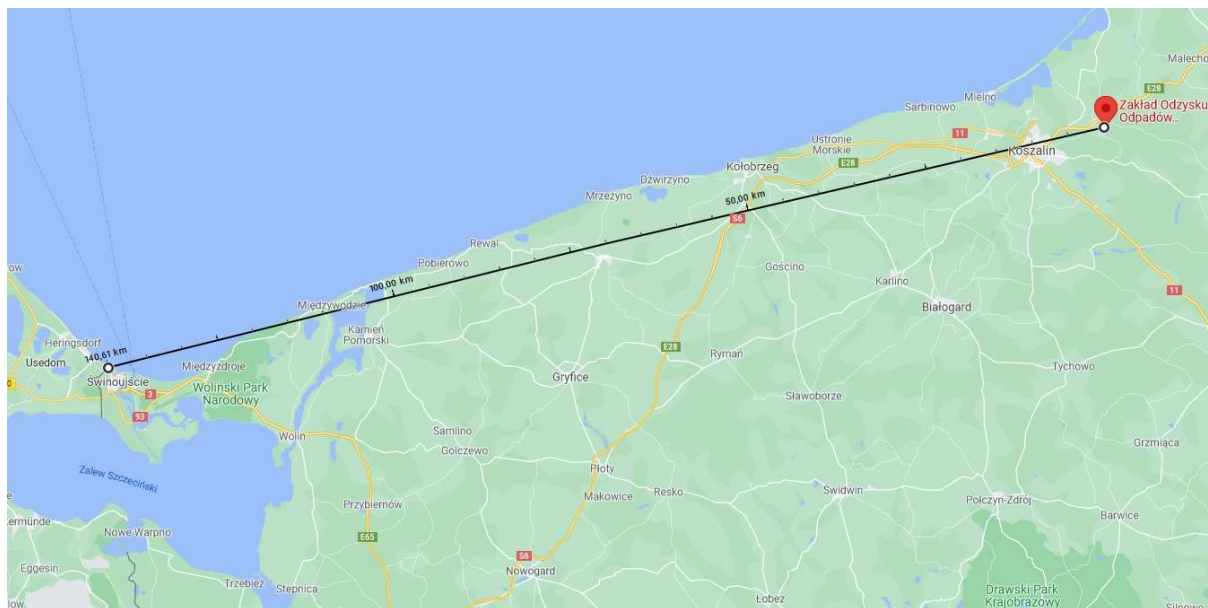 Malecho
E28
Zakład Odzysku
Odpadów...
Mielno
Sarbinowo
11
Ustronie
Morskie
Koszalin
E28
Kołobrzeg
Dźwirzyno
Mrzeżyno
50,00 km
S6
Rewal
Gościno
Pobierowo
Karlino
11
100,00 km
Międzywodzie
Białogard
Kamień
Pomorski
Heringsdorf
140,61 km
Usedom
Międzyzdroje
E28
Rymań
Tychowo
Świnoujście
Woliński Park
Narodowy
3
Gryfice
93
Sławoborze
Samlino
Wolin
Golczewo
Grzmiąca
Zalew Szczeciński
Płoty
Resko
Świdwin
Makowice
Połczyn-Zdrój
Przybiernów
Barwice
Nowe Warpno
E65
S6
Eggesin
Nowogard
Trzebież
Stepnica
Łobez
Drawski Park
Krajobrazowy